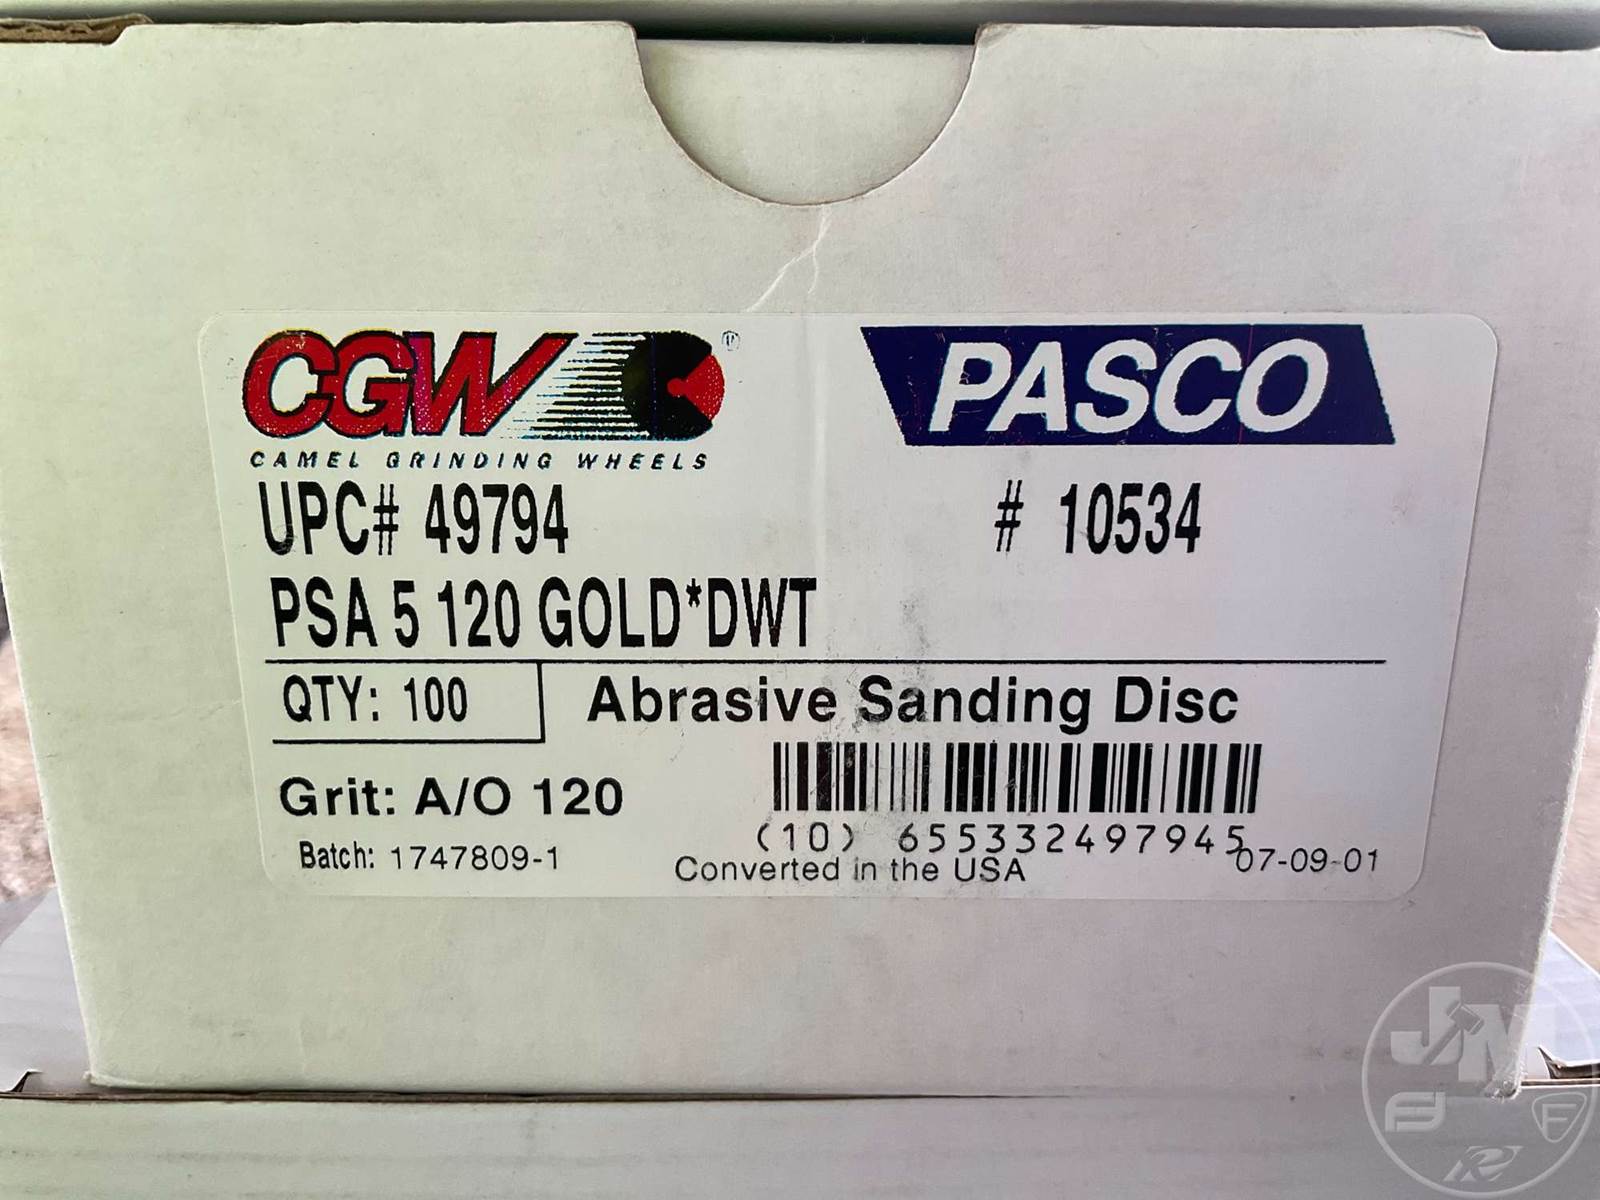 CGW ®
CAMEL GRINDING WHEELS
PASCO
UPC# 49794
# 10534
PSA 5 120 GOLD*DWT
QTY: 100
Abrasive Sanding Disc
Grit: A/O 120
(10) 655332497945
Batch: 1747809-1
Converted in the USA
07-09-01
JM